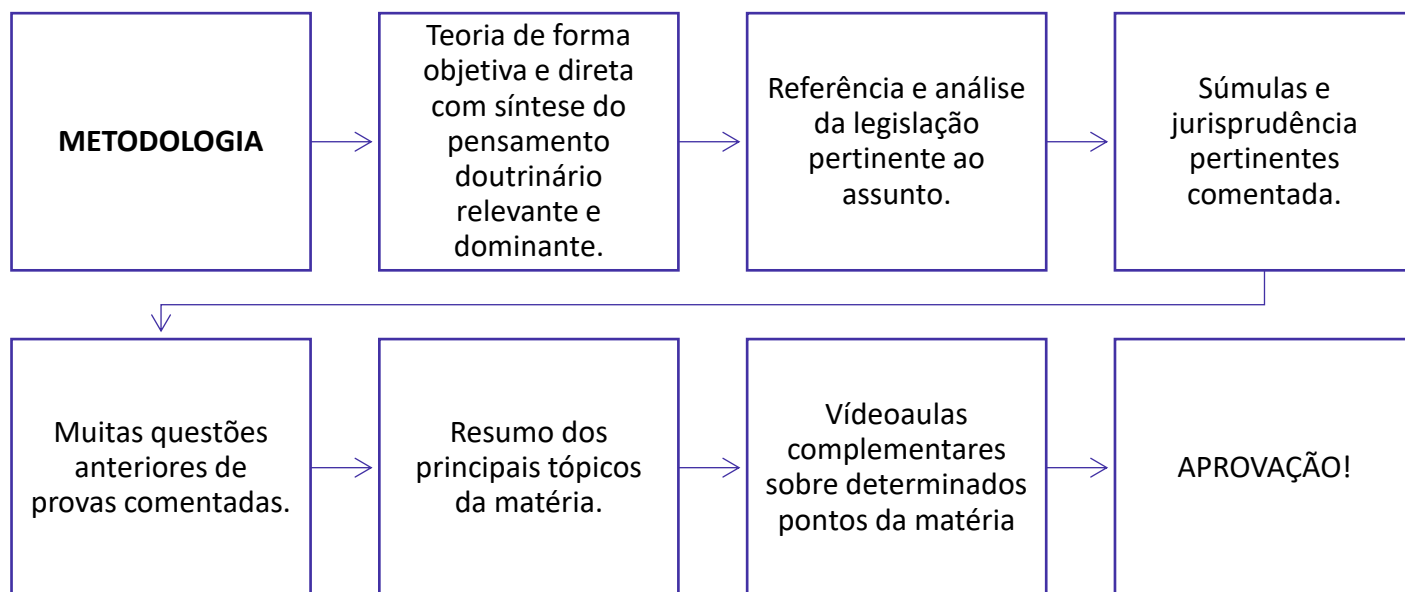 METODOLOGIA
Teoria de forma
objetiva e direta
com síntese do
pensamento
doutrinário
relevante e
dominante.
Referência e análise
da legislação
pertinente ao
assunto.
Súmulas e
jurisprudência
pertinentes
comentada.
Muitas questões
anteriores de
provas comentadas.
Resumo dos
principais tópicos
da matéria.
Vídeoaulas
complementares
sobre determinados
pontos da matéria
APROVAÇÃO!